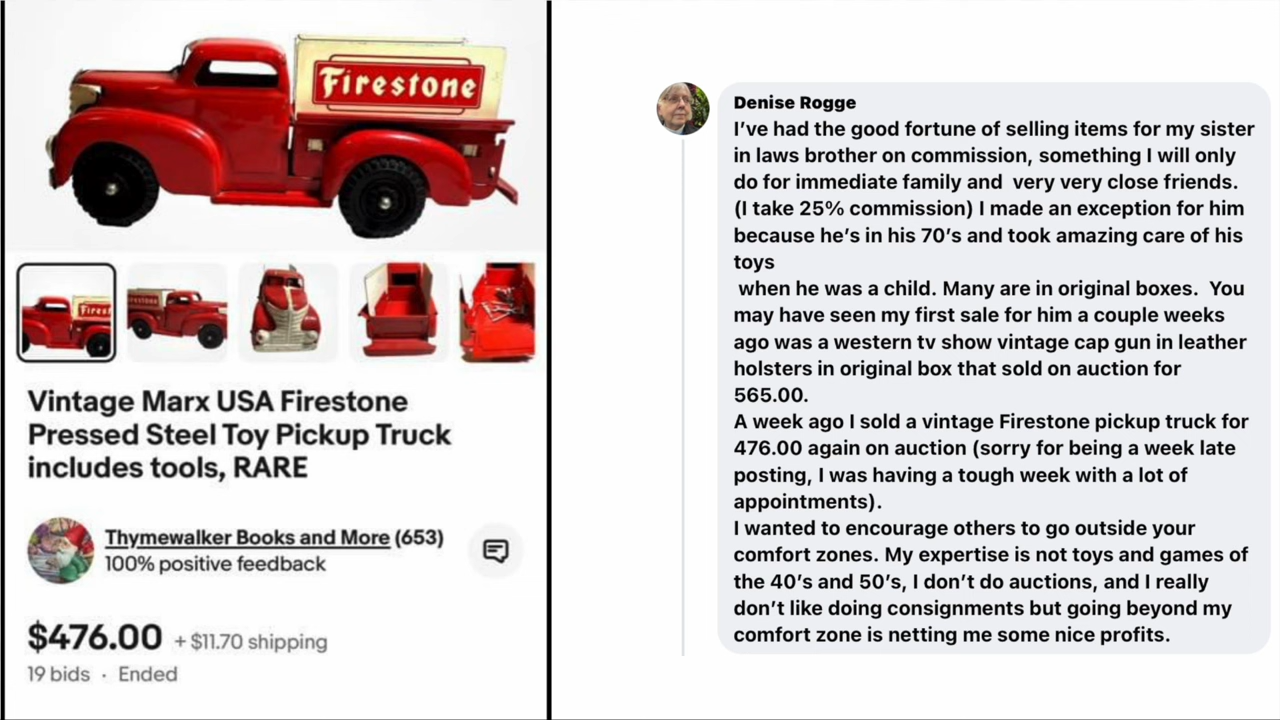 Firestone
Vintage Marx USA Firestone
Pressed Steel Toy Pickup Truck
includes tools, RARE
Thymewalker Books and More (653)
100% positive feedback
$476.00 + $11.70 shipping
19 bids · Ended
Denise Rogge
I’ve had the good fortune of selling items for my sister
in laws brother on commission, something I will only
do for immediate family and  very very close friends.
(I take 25% commission) I made an exception for him
because he’s in his 70’s and took amazing care of his
toys
when he was a child. Many are in original boxes.  You
may have seen my first sale for him a couple weeks
ago was a western tv show vintage cap gun in leather
holsters in original box that sold on auction for
565.00.
A week ago I sold a vintage Firestone pickup truck for
476.00 again on auction (sorry for being a week late
posting, I was having a tough week with a lot of
appointments).
I wanted to encourage others to go outside your
comfort zones. My expertise is not toys and games of
the 40’s and 50’s, I don’t do auctions, and I really
don’t like doing consignments but going beyond my
comfort zone is netting me some nice profits.